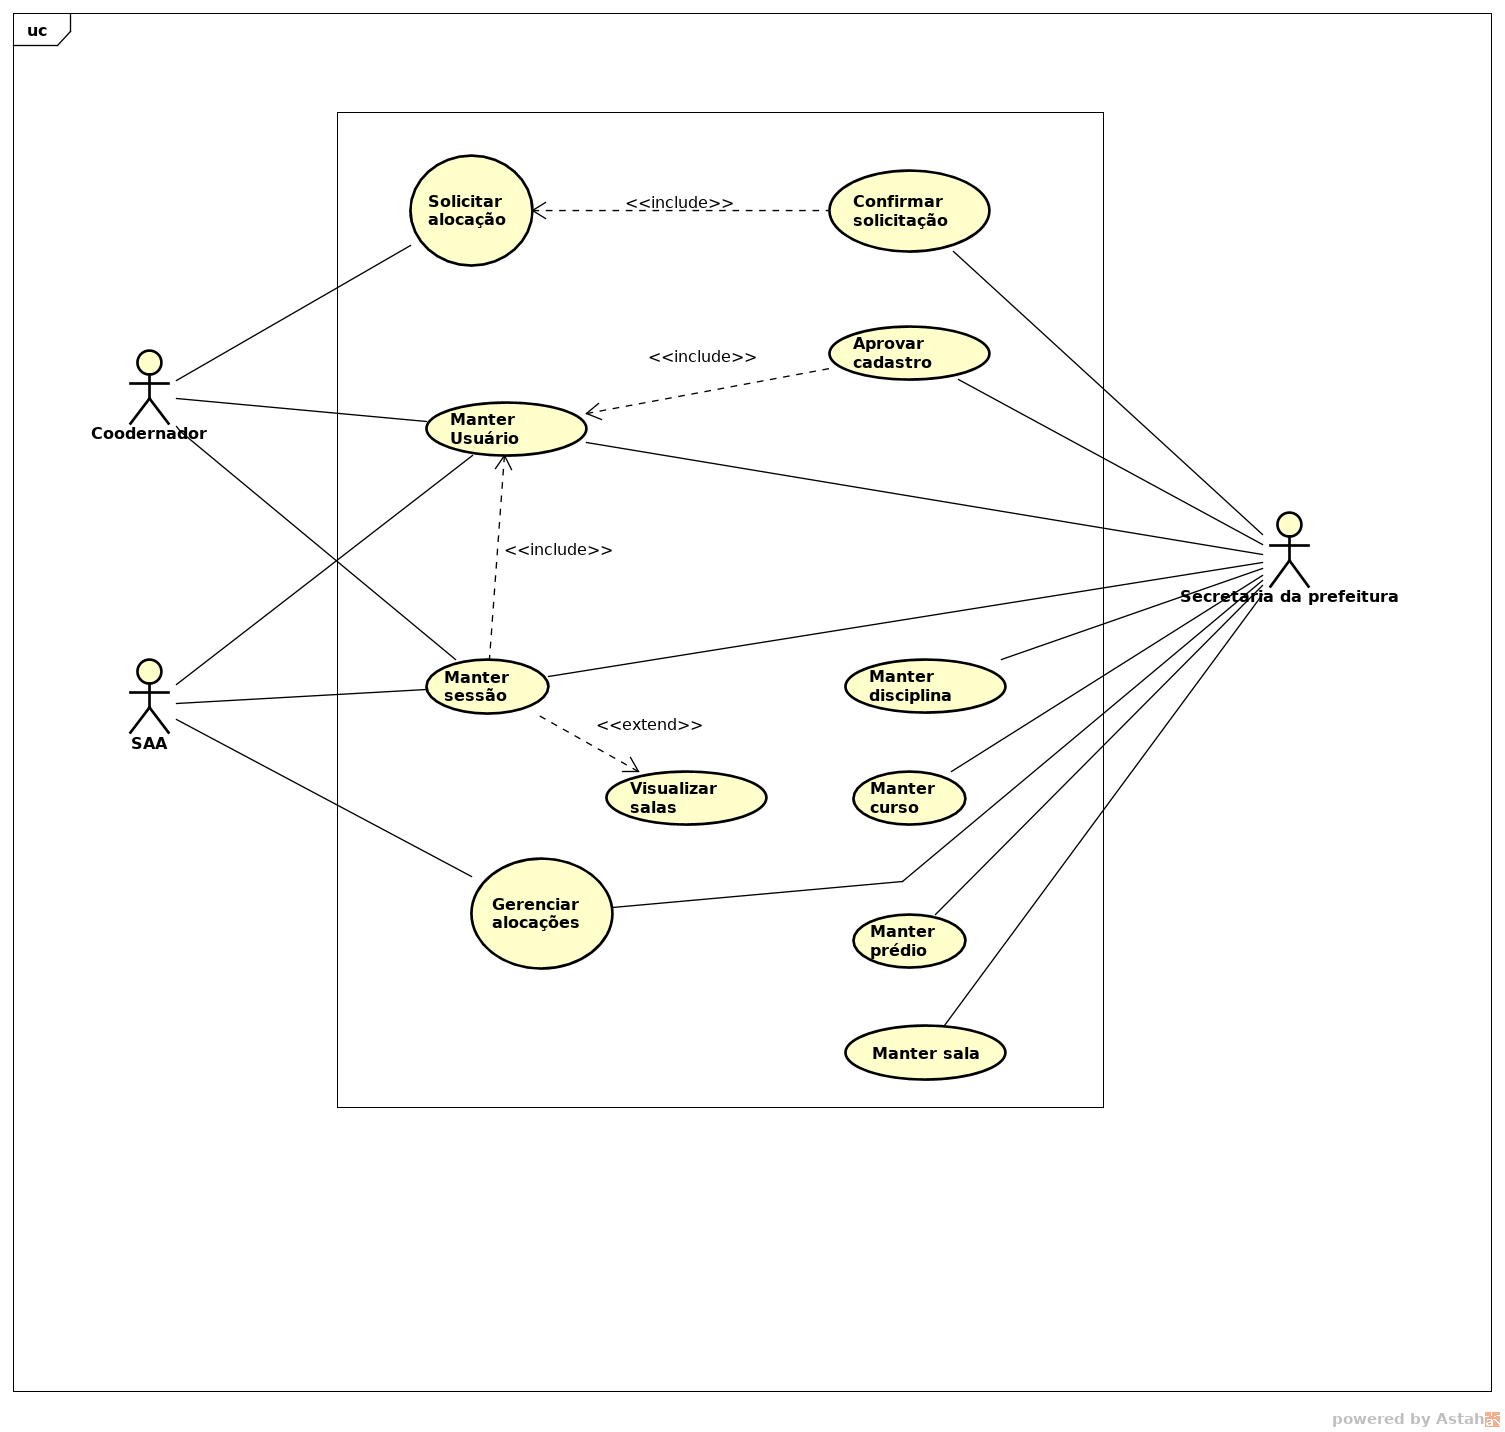 uc
Solicitar
alocação
<<include>>
Confirmar
solicitação
<<include>>
Aprovar
cadastro
Coodernador
Manter
Usuário
<<include>>
Secretaria da prefeitura
Manter
sessão
Manter
disciplina
SAA
<<extend>>
Visualizar
salas
Manter
curso
Gerenciar
alocações
Manter
prédio
Manter sala
powered by Astah